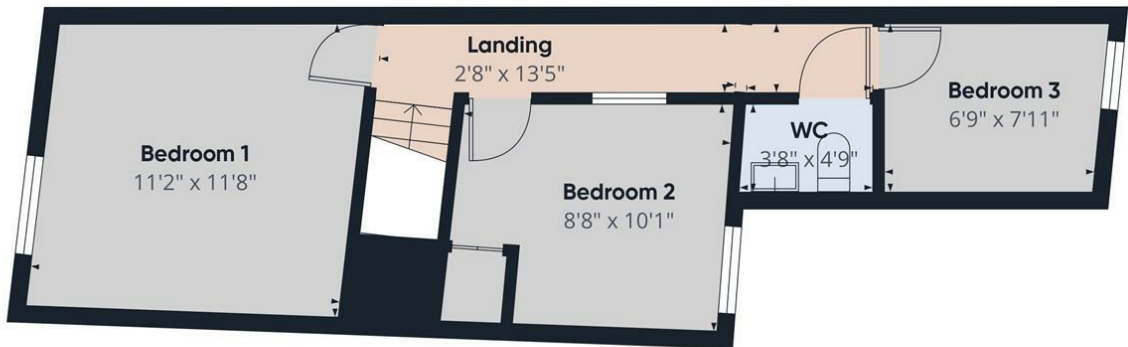 Landing
2'8" x 13'5"
Bedroom 1
11'2" x 11'8"
Bedroom 2
8'8" x 10'1"
WC
3'8" x 4'9"
Bedroom 3
6'9" x 7'11"